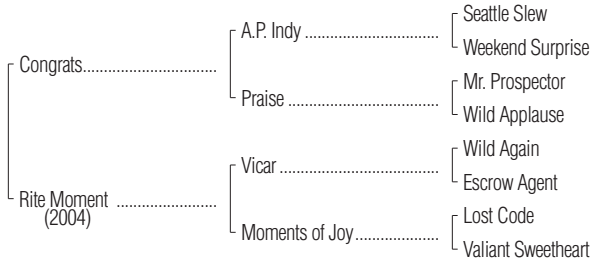 Seattle Slew
A.P. Indy
Weekend Surprise
Congrats
Mr. Prospector
Praise
Wild Applause
Wild Again
Vicar
Escrow Agent
Rite Moment
(2004)
Lost Code
Moments of Joy
Valiant Sweetheart